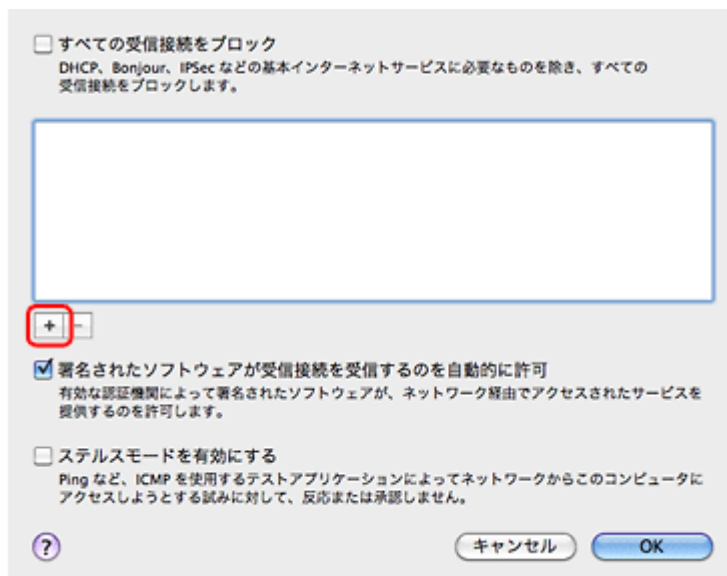 すべての受信接続をブロック
DHCP、Bonjour、IPSec などの基本インターネットサービスに必要なものを除き、すべての
受信接続をブロックします。
+ −
署名されたソフトウェアが受信接続を受信するのを自動的に許可
有効な認証機関によって署名されたソフトウェアが、ネットワーク経由でアクセスされたサービスを
提供するのを許可します。
ステルスモードを有効にする
Ping など、ICMP を使用するテストアプリケーションによってネットワークからこのコンピュータに
アクセスしようとする試みに対して、反応または承認しません。
? キャンセル OK